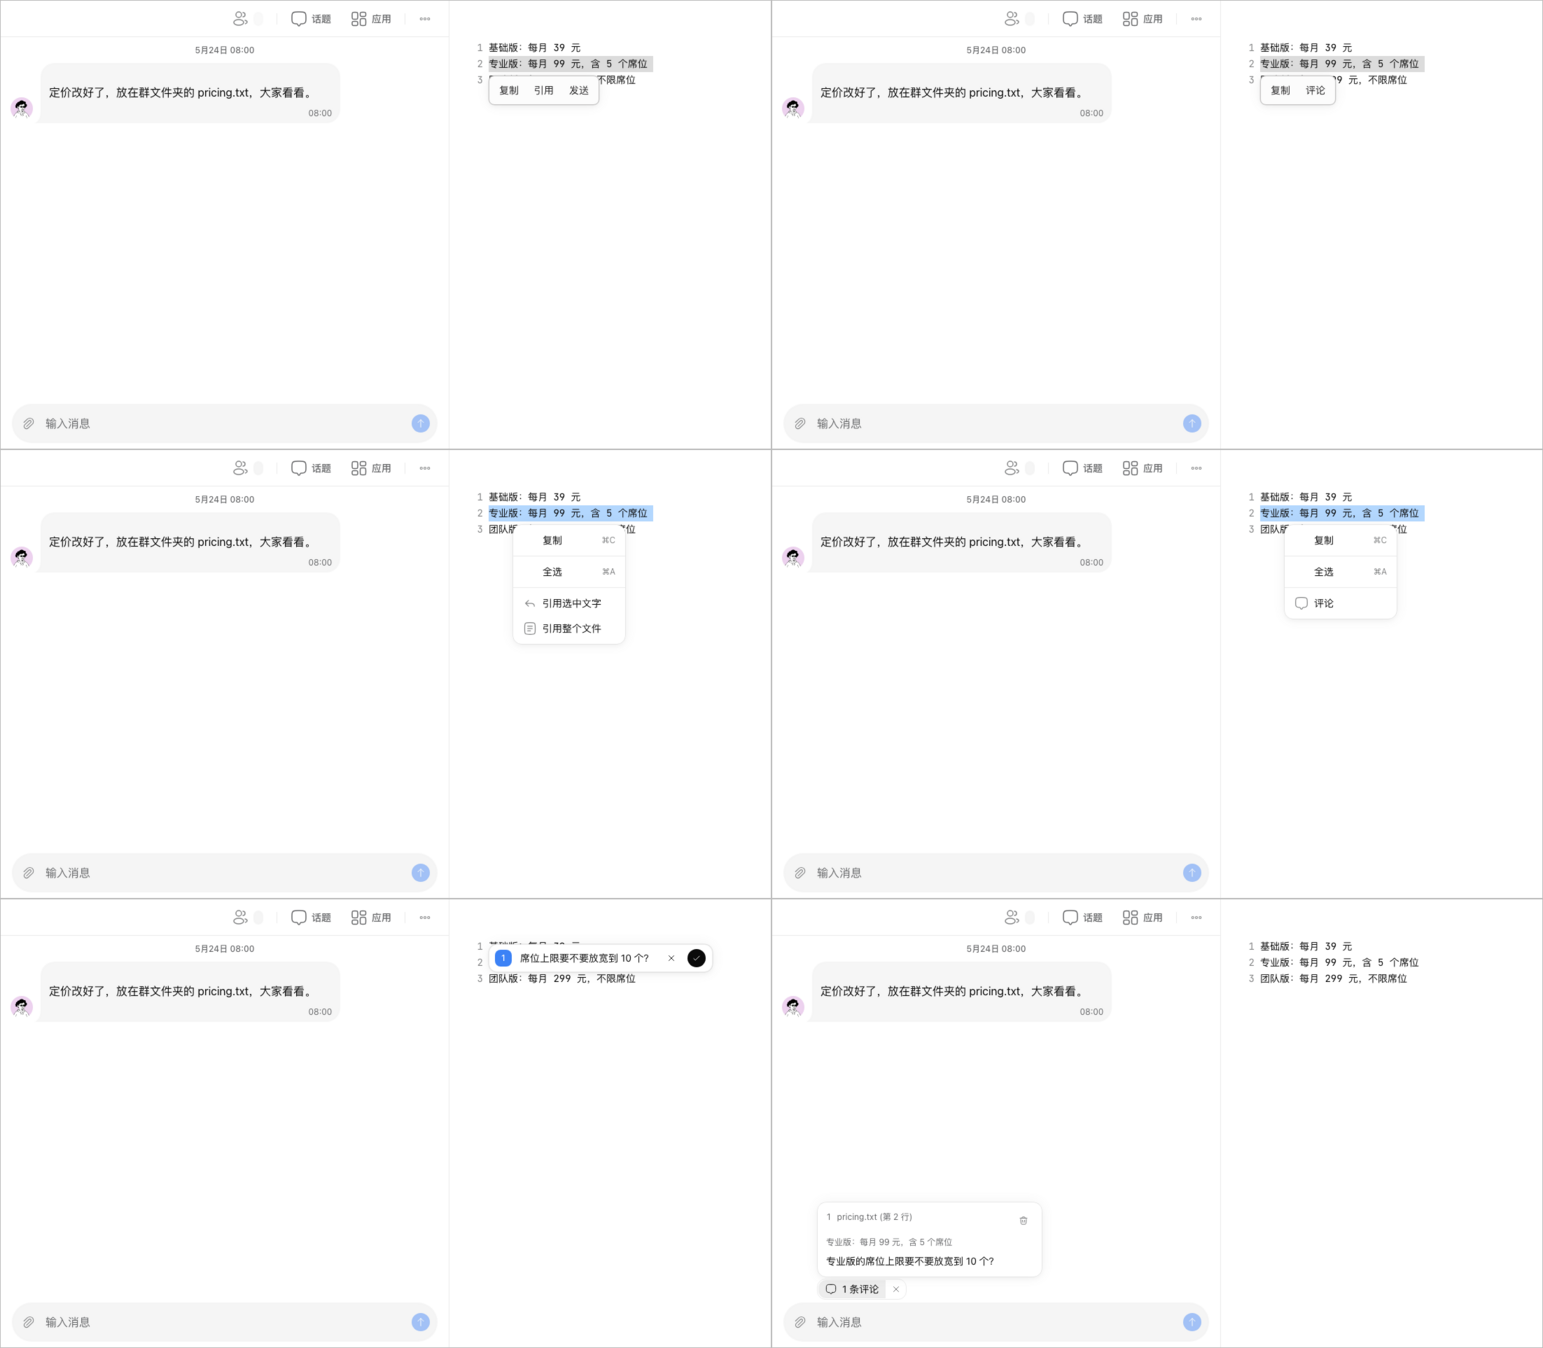 话题 应用
5月24日 08:00
定价改好了，放在群文件夹的 pricing.txt，大家看看。
08:00
输入消息
1 基础版：每月 39 元
2 专业版：每月 99 元，含 5 个席位
3 不限席位
复制 引用 发送
话题 应用
5月24日 08:00
定价改好了，放在群文件夹的 pricing.txt，大家看看。
08:00
输入消息
1 基础版：每月 39 元
2 专业版：每月 99 元，含 5 个席位
3 9 元，不限席位
复制 评论
话题 应用
5月24日 08:00
定价改好了，放在群文件夹的 pricing.txt，大家看看。
08:00
输入消息
1 基础版：每月 39 元
2 专业版：每月 99 元，含 5 个席位
3 团队版 席位
复制 ⌘C
全选 ⌘A
引用选中文字
引用整个文件
话题 应用
5月24日 08:00
定价改好了，放在群文件夹的 pricing.txt，大家看看。
08:00
输入消息
1 基础版：每月 39 元
2 专业版：每月 99 元，含 5 个席位
3 团队版 席位
复制 ⌘C
全选 ⌘A
评论
话题 应用
5月24日 08:00
定价改好了，放在群文件夹的 pricing.txt，大家看看。
08:00
输入消息
1 基础版：每月 39 元
2
1 席位上限要不要放宽到 10 个？
3 团队版：每月 299 元，不限席位
话题 应用
5月24日 08:00
定价改好了，放在群文件夹的 pricing.txt，大家看看。
08:00
1 pricing.txt (第 2 行)
专业版：每月 99 元，含 5 个席位
专业版的席位上限要不要放宽到 10 个？
1 条评论
输入消息
1 基础版：每月 39 元
2 专业版：每月 99 元，含 5 个席位
3 团队版：每月 299 元，不限席位